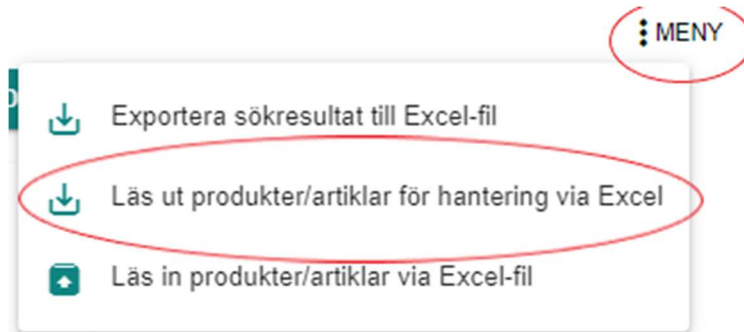 MENY
Exportera sökresultat till Excel-fil
Läs ut produkter/artiklar för hantering via Excel
Läs in produkter/artiklar via Excel-fil